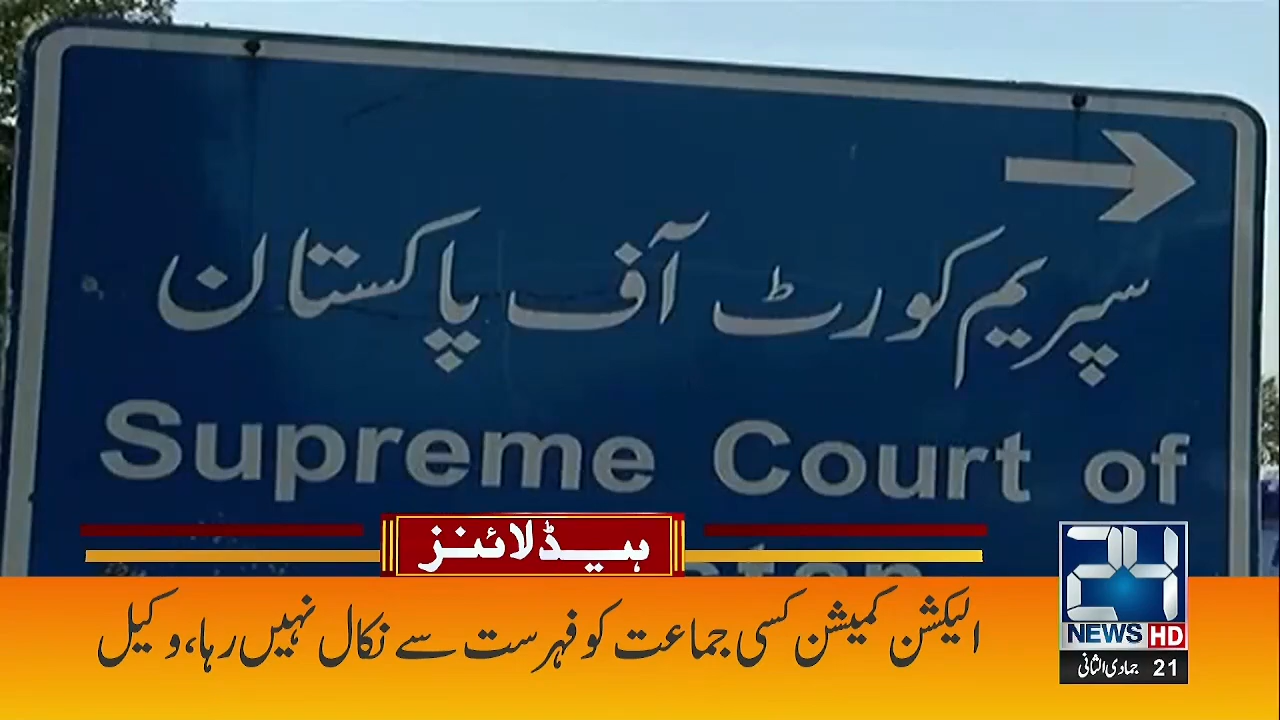 سپریم کورٹ آف پاکستان
Supreme Court of
ہیڈلائنز
الیکشن کمیشن کسی جماعت کو فہرست سے نکال نہیں رہا، وکیل
24
NEWS HD
21 جمادی الثانی